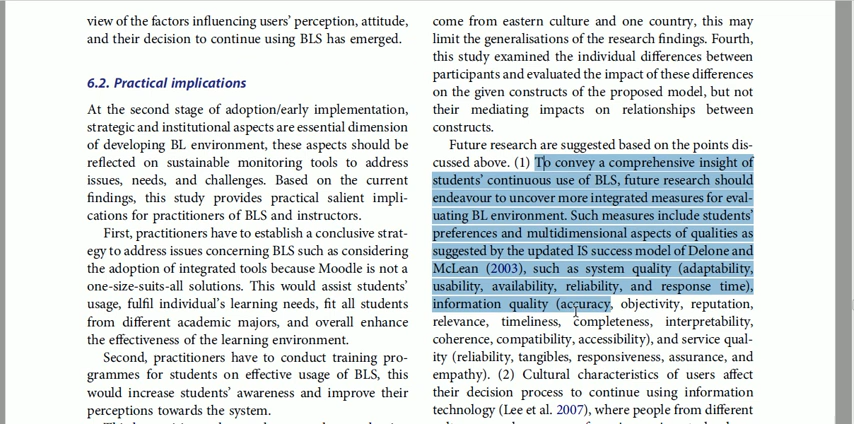 view of the factors influencing users' perception, attitude,
and their decision to continue using BLS has emerged.
6.2. Practical implications
At the second stage of adoption/early implementation,
strategic and institutional aspects are essential dimension
of developing BL environment, these aspects should be
reflected on sustainable monitoring tools to address
issues, needs, and challenges. Based on the current
findings, this study provides practical salient impli-
cations for practitioners of BLS and instructors.
First, practitioners have to establish a conclusive strat-
egy to address issues concerning BLS such as considering
the adoption of integrated tools because Moodle is not a
one-size-suits-all solutions. This would assist students'
usage, fulfil individual's learning needs, fit all students
from different academic majors, and overall enhance
the effectiveness of the learning environment.
Second, practitioners have to conduct training pro-
grammes for students on effective usage of BLS, this
would increase students' awareness and improve their
perceptions towards the system.
come from eastern culture and one country, this may
limit the generalisations of the research findings. Fourth,
this study examined the individual differences between
participants and evaluated the impact of these differences
on the given constructs of the proposed model, but not
their mediating impacts on relationships between
constructs.
Future research are suggested based on the points dis-
cussed above. (1) To convey a comprehensive insight of
students' continuous use of BLS, future research should
endeavour to uncover more integrated measures for eval-
uating BL environment. Such measures include students'
preferences and multidimensional aspects of qualities as
suggested by the updated IS success model of Delone and
McLean (2003), such as system quality (adaptability,
usability, availability, reliability, and response time),
information quality (accuracy, objectivity, reputation,
relevance, timeliness, completeness, interpretability,
coherence, compatibility, accessibility), and service qual-
ity (reliability, tangibles, responsiveness, assurance, and
empathy). (2) Cultural characteristics of users affect
their decision process to continue using information
technology (Lee et al. 2007), where people from different